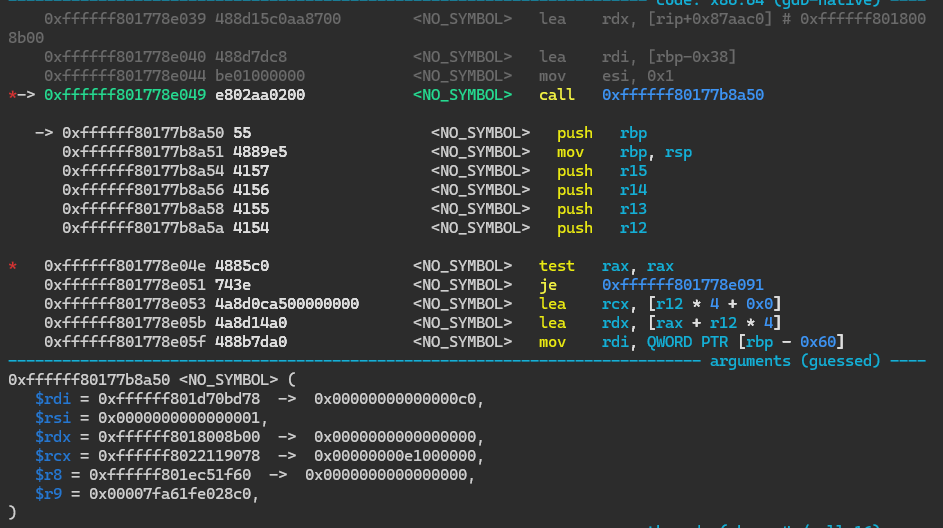 code: x86:64 (gdb-native) ----
0xffffff801778e039 488d15c0aa8700 <NO_SYMBOL> lea rdx, [rip+0x87aac0] # 0xffffff801800
8b00
0xffffff801778e040 488d7dc8 <NO_SYMBOL> lea rdi, [rbp-0x38]
0xffffff801778e044 be01000000 <NO_SYMBOL> mov esi, 0x1
*-> 0xffffff801778e049 e802aa0200 <NO_SYMBOL> call 0xffffff80177b8a50
-> 0xffffff80177b8a50 55 <NO_SYMBOL> push rbp
0xffffff80177b8a51 4889e5 <NO_SYMBOL> mov rbp, rsp
0xffffff80177b8a54 4157 <NO_SYMBOL> push r15
0xffffff80177b8a56 4156 <NO_SYMBOL> push r14
0xffffff80177b8a58 4155 <NO_SYMBOL> push r13
0xffffff80177b8a5a 4154 <NO_SYMBOL> push r12
* 0xffffff801778e04e 4885c0 <NO_SYMBOL> test rax, rax
0xffffff801778e051 743e <NO_SYMBOL> je 0xffffff801778e091
0xffffff801778e053 4a8d0ca500000000 <NO_SYMBOL> lea rcx, [r12 * 4 + 0x0]
0xffffff801778e05b 4a8d14a0 <NO_SYMBOL> lea rdx, [rax + r12 * 4]
0xffffff801778e05f 488b7da0 <NO_SYMBOL> mov rdi, QWORD PTR [rbp - 0x60]
arguments (guessed) ----
0xffffff80177b8a50 <NO_SYMBOL> (
$rdi = 0xffffff801d70bd78 -> 0x00000000000000c0,
$rsi = 0x0000000000000001,
$rdx = 0xffffff8018008b00 -> 0x0000000000000000,
$rcx = 0xffffff8022119078 -> 0x00000000e1000000,
$r8 = 0xffffff801ec51f60 -> 0x0000000000000000,
$r9 = 0x00007fa61fe028c0,
)